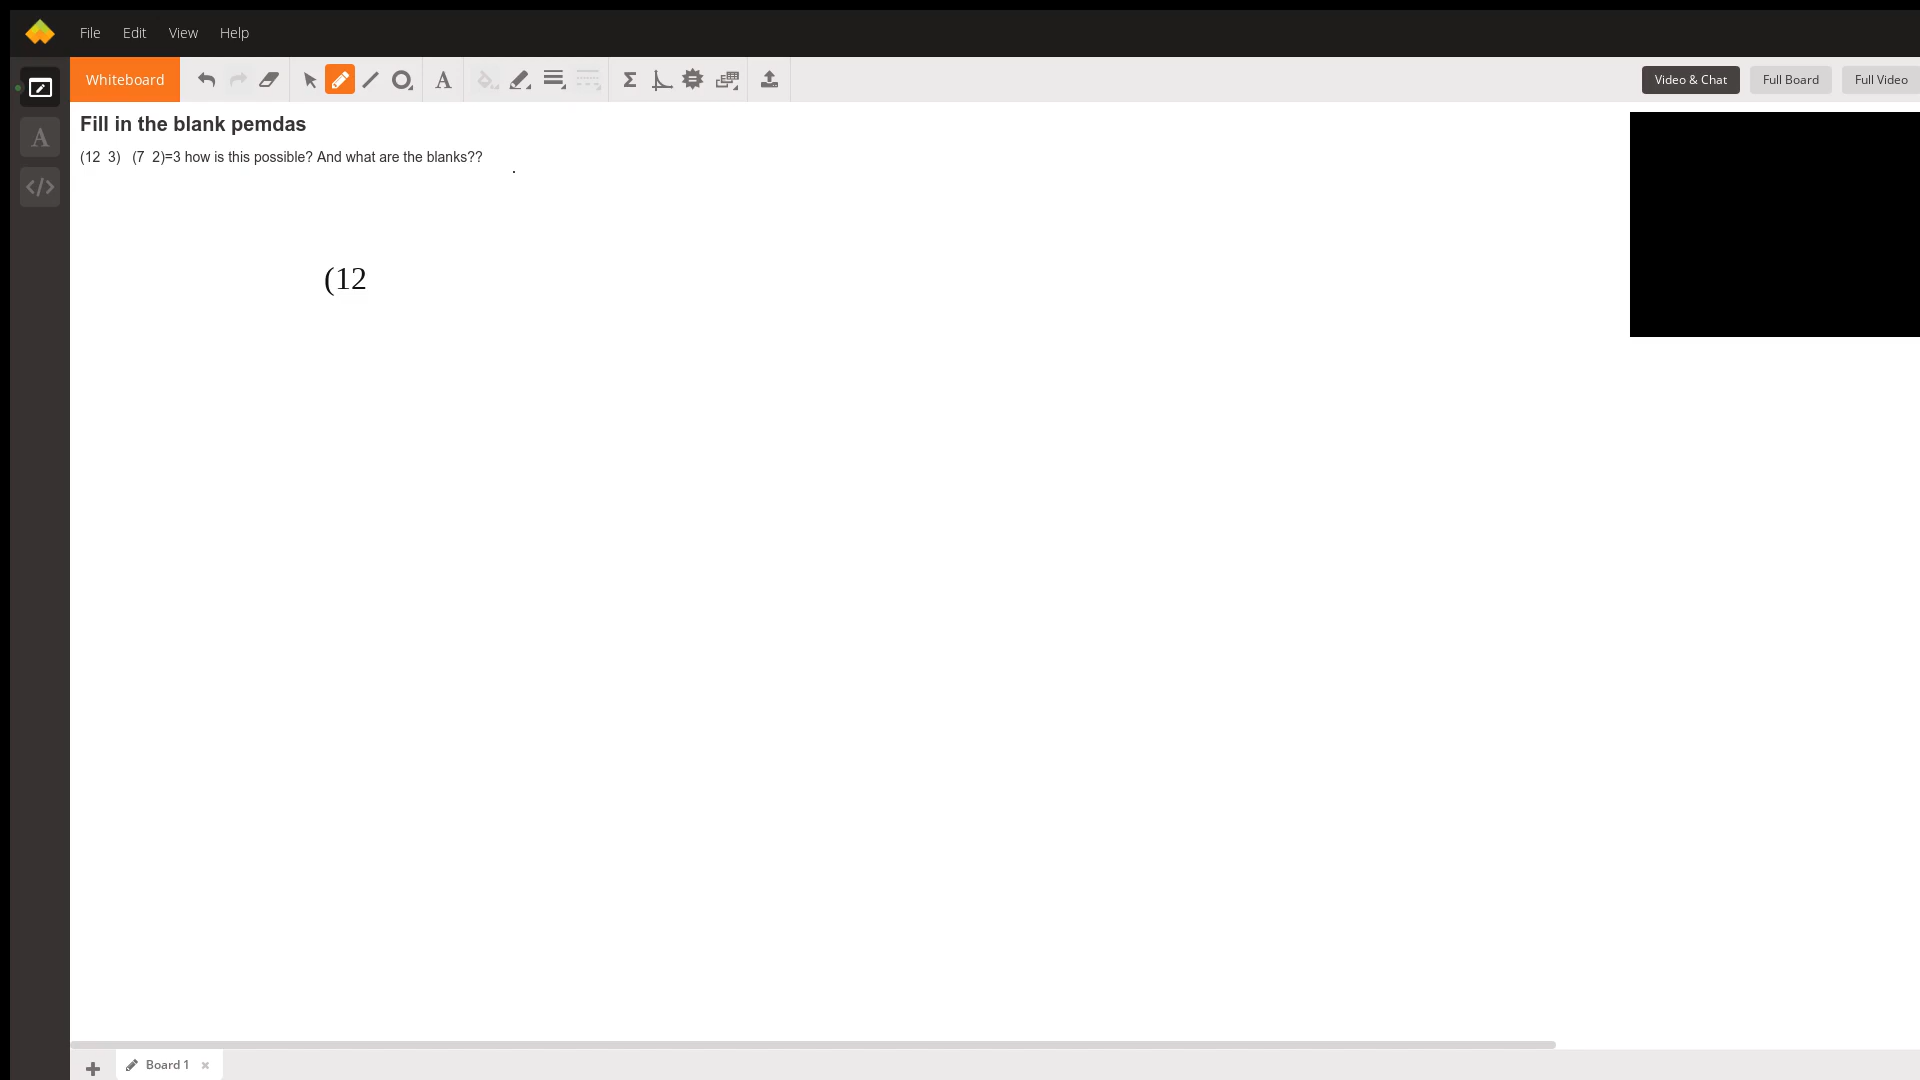 File Edit View Help
Whiteboard A Σ Video & Chat Full Board Full Video
A
</>
Fill in the blank pemdas
(12 3) (7 2)=3 how is this possible? And what are the blanks??
(12
+ Board 1 ×